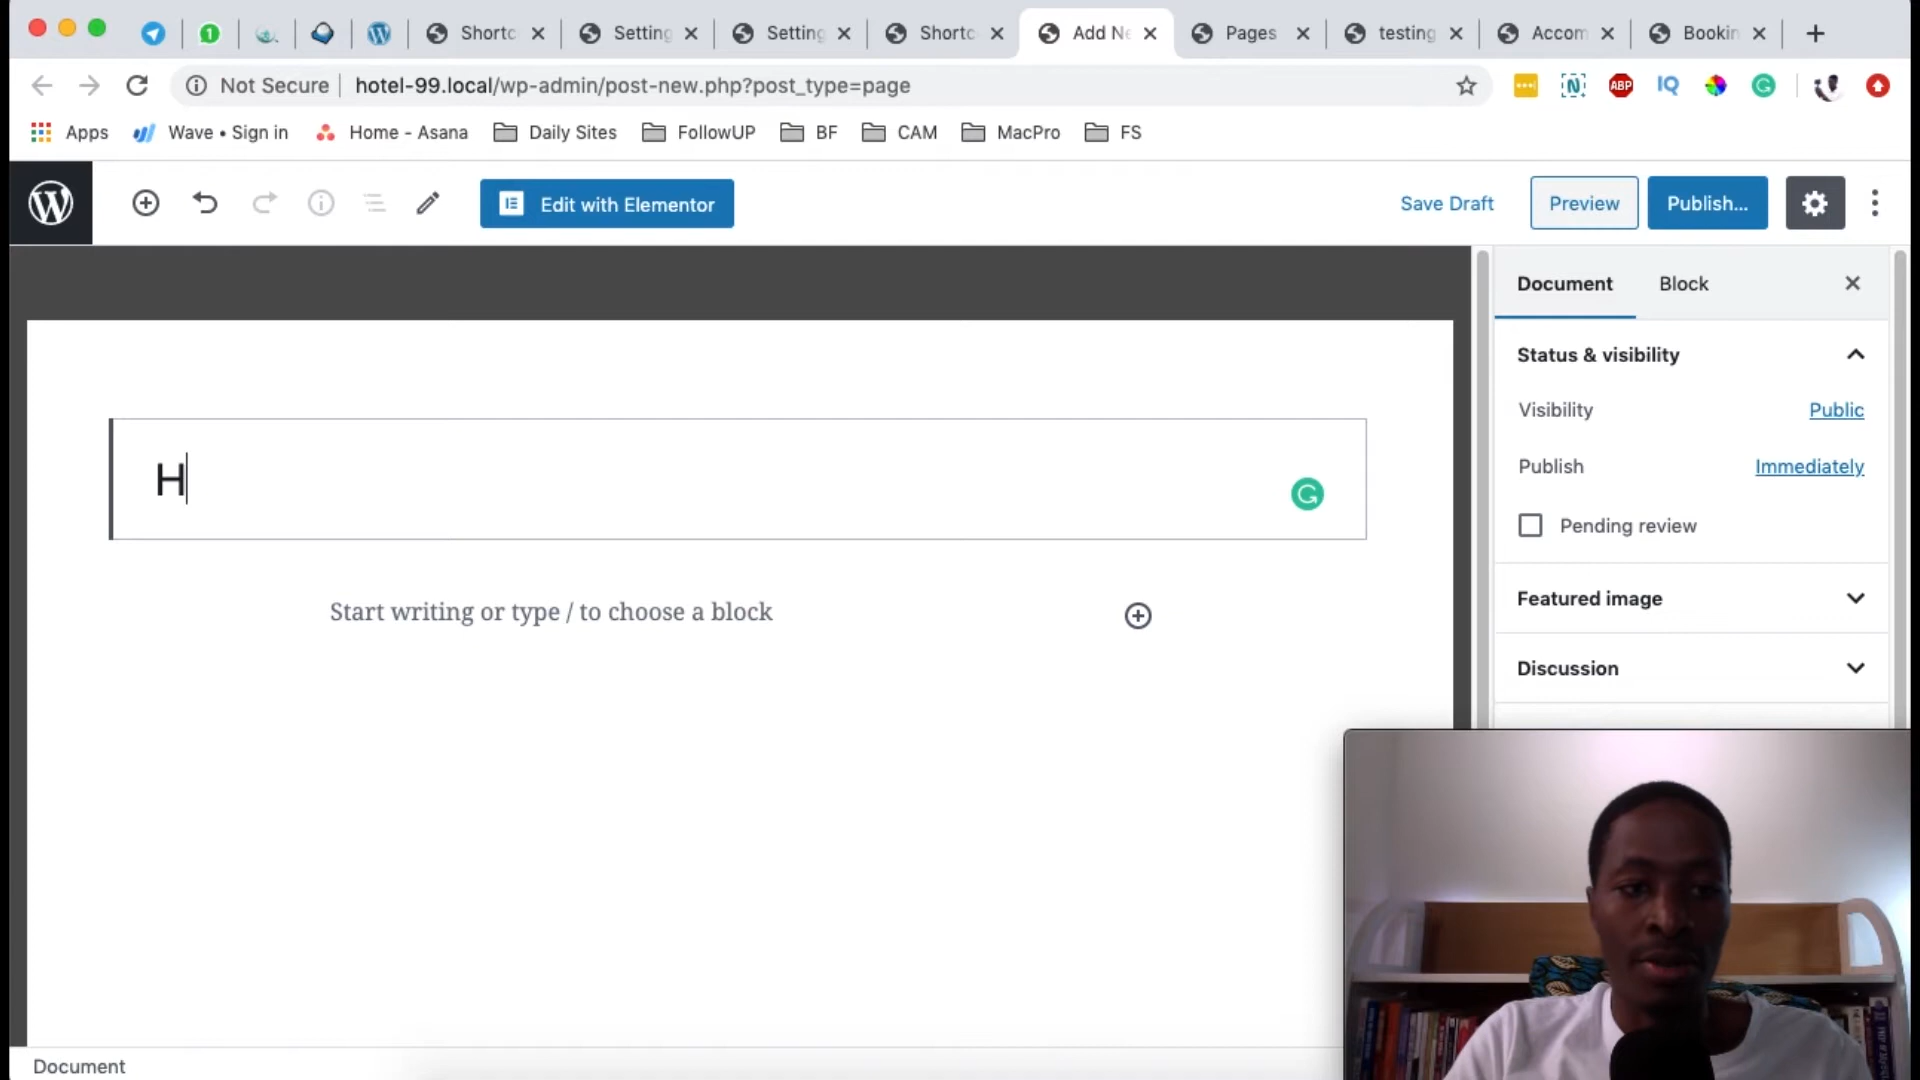 1
Shortc
Setting
Setting
Shortc
Add Ne
Pages
testing
Accom
Bookin
Not Secure
hotel-99.local/wp-admin/post-new.php?post_type=page
ABP
IQ
Apps
Wave • Sign in
Home - Asana
Daily Sites
FollowUP
BF
CAM
MacPro
FS
Edit with Elementor
Save Draft
Preview
Publish...
Document
Block
Status & visibility
Visibility
Public
Publish
Immediately
Pending review
Featured image
Discussion
H
Start writing or type / to choose a block
Document